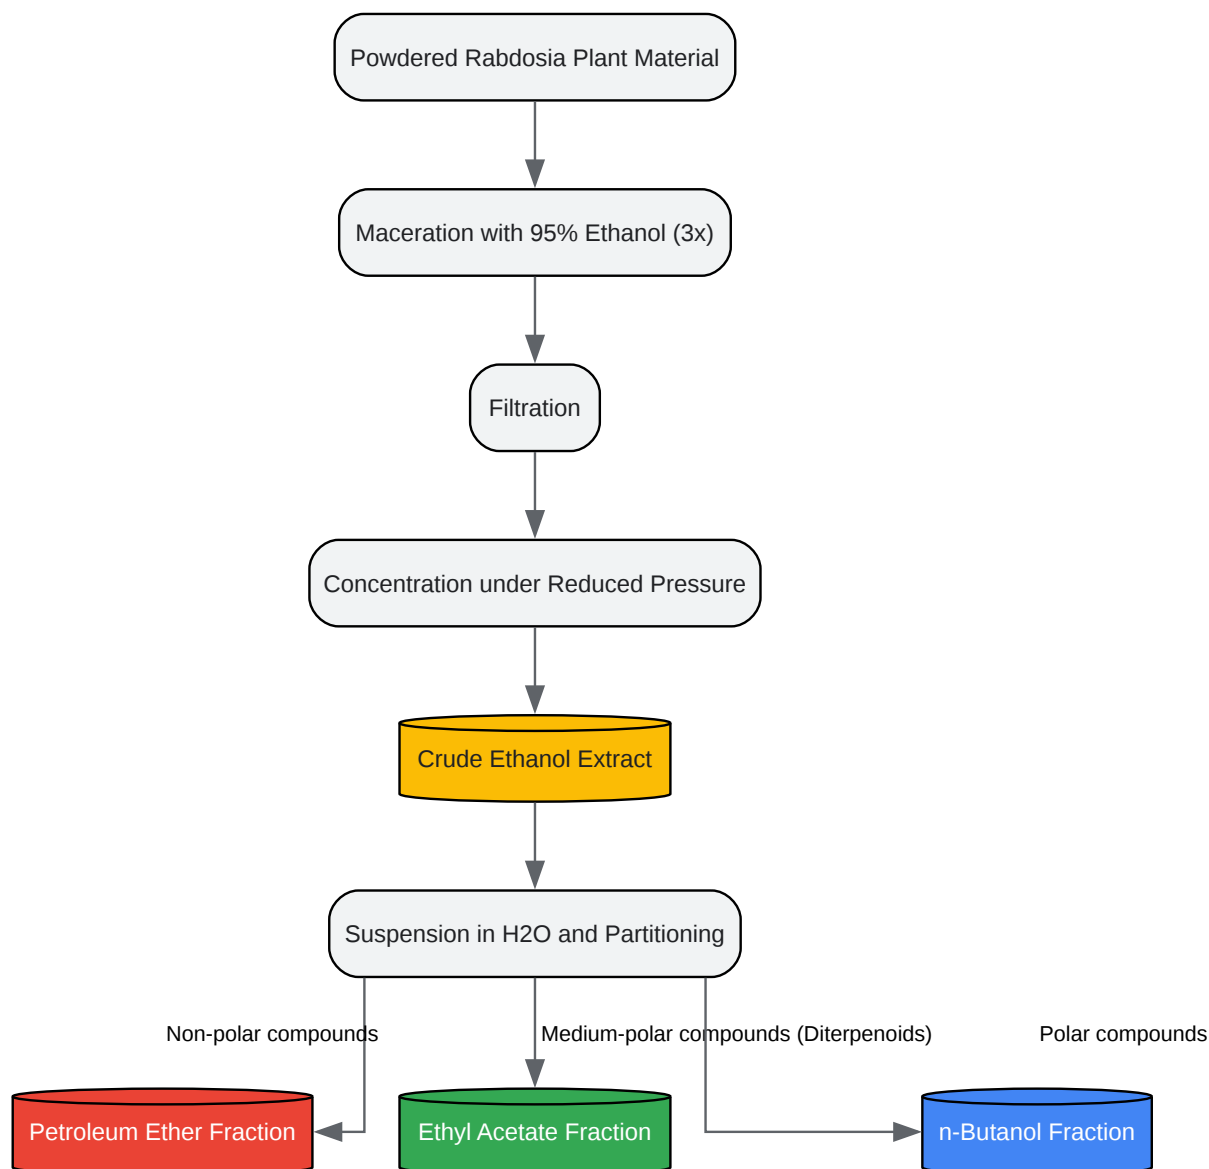 Powdered Rabdosia Plant Material
Maceration with 95% Ethanol (3x)
Filtration
Concentration under Reduced Pressure
Crude Ethanol Extract
Suspension in H2O and Partitioning
Non-polar compounds
Medium-polar compounds (Diterpenoids)
Polar compounds
Petroleum Ether Fraction
Ethyl Acetate Fraction
n-Butanol Fraction